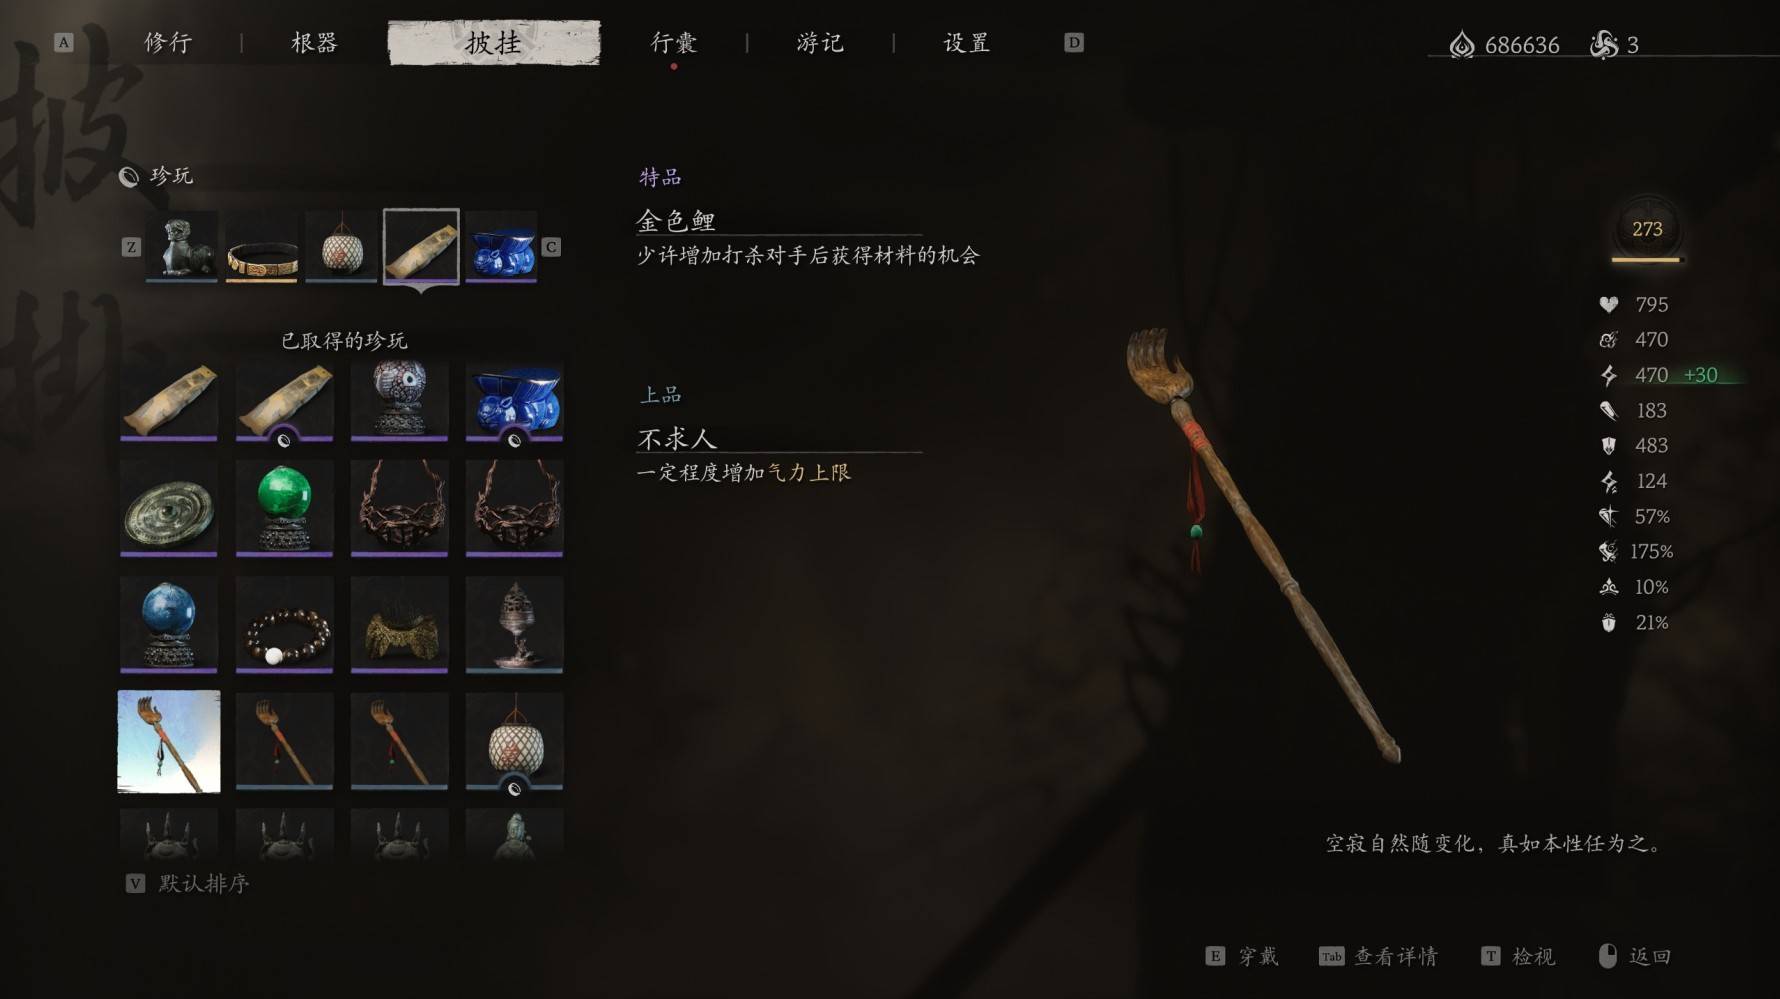 A 修行 | 根器 披挂 行囊 | 游记 | 设置 D
686636 3
披挂
珍玩
Z C
已取得的珍玩
V 默认排序
特品
金色鲤
少许增加打杀对手后获得材料的机会
上品
不求人
一定程度增加气力上限
273
795
470
470 +30
183
483
124
57%
175%
10%
21%
空寂自然随变化，真如本性任为之。
E 穿戴 Tab 查看详情 T 检视 返回